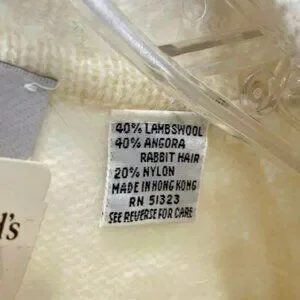 40% LAMBSWOOL
40% ANGORA
RABBIT HAIR
20% NYLON
MADE IN HONG KONG
RN 51323
SEE REVERSE FOR CARE
d's